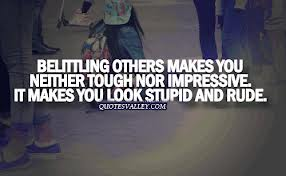 BELITTLING OTHERS MAKES YOU
NEITHER TOUGH NOR IMPRESSIVE.
IT MAKES YOU LOOK STUPID AND RUDE.
QUOTESVALLEY.COM